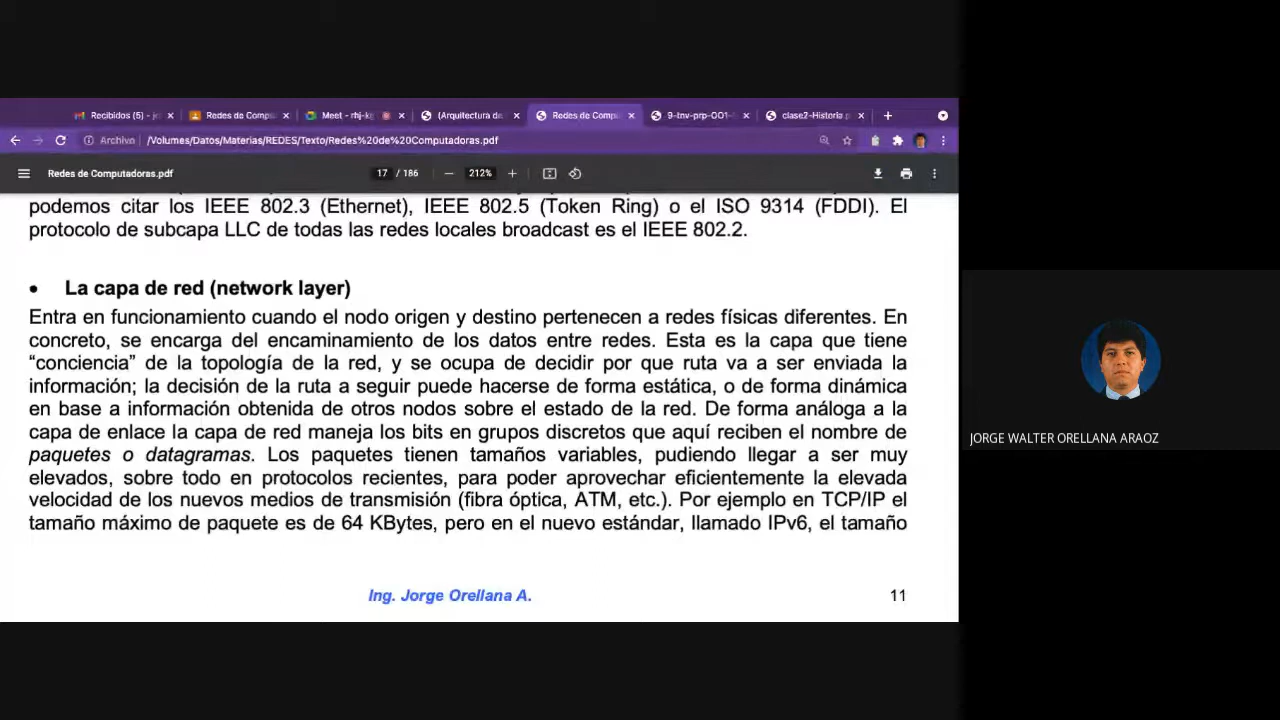 Recibidos (5) - j
Redes de Compu
Meet - rhj-kg
(Arquitectura de
Redes de Compu
9-tnv-prp-001-
clase2-Historia.p
Archivo /Volumes/Datos/Materias/REDES/Texto/Redes%20de%20Computadoras.pdf
Redes de Computadoras.pdf 17 / 186 212%
podemos citar los IEEE 802.3 (Ethernet), IEEE 802.5 (Token Ring) o el ISO 9314 (FDDI). El
protocolo de subcapa LLC de todas las redes locales broadcast es el IEEE 802.2.
• La capa de red (network layer)
Entra en funcionamiento cuando el nodo origen y destino pertenecen a redes físicas diferentes. En
concreto, se encarga del encaminamiento de los datos entre redes. Esta es la capa que tiene
“conciencia” de la topología de la red, y se ocupa de decidir por que ruta va a ser enviada la
información; la decisión de la ruta a seguir puede hacerse de forma estática, o de forma dinámica
en base a información obtenida de otros nodos sobre el estado de la red. De forma análoga a la
capa de enlace la capa de red maneja los bits en grupos discretos que aquí reciben el nombre de
paquetes o datagramas. Los paquetes tienen tamaños variables, pudiendo llegar a ser muy
elevados, sobre todo en protocolos recientes, para poder aprovechar eficientemente la elevada
velocidad de los nuevos medios de transmisión (fibra óptica, ATM, etc.). Por ejemplo en TCP/IP el
tamaño máximo de paquete es de 64 KBytes, pero en el nuevo estándar, llamado IPv6, el tamaño
Ing. Jorge Orellana A. 11
JORGE WALTER ORELLANA ARAOZ